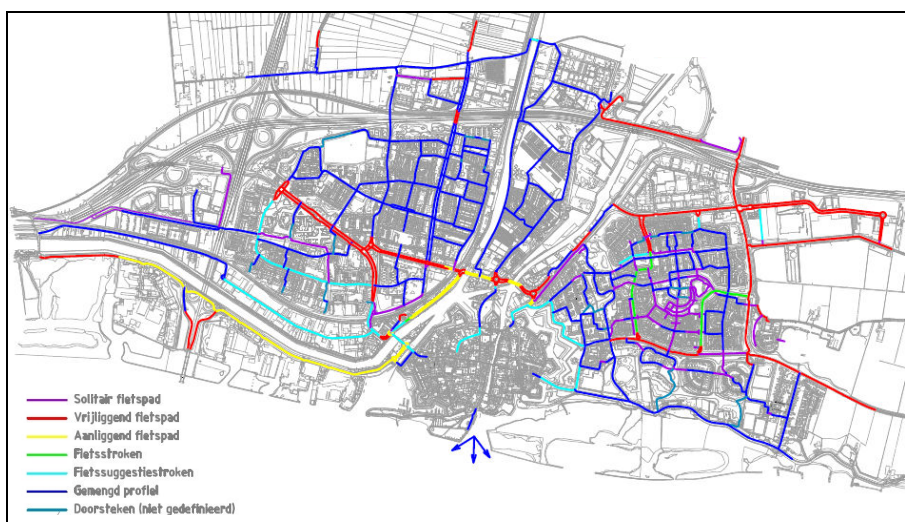 Solitair fietspad
Vrijliggend fietspad
Aanliggend fietspad
Fietsstroken
Fietssuggestiestroken
Gemengd profiel
Doorsteken (niet gedefinieerd)